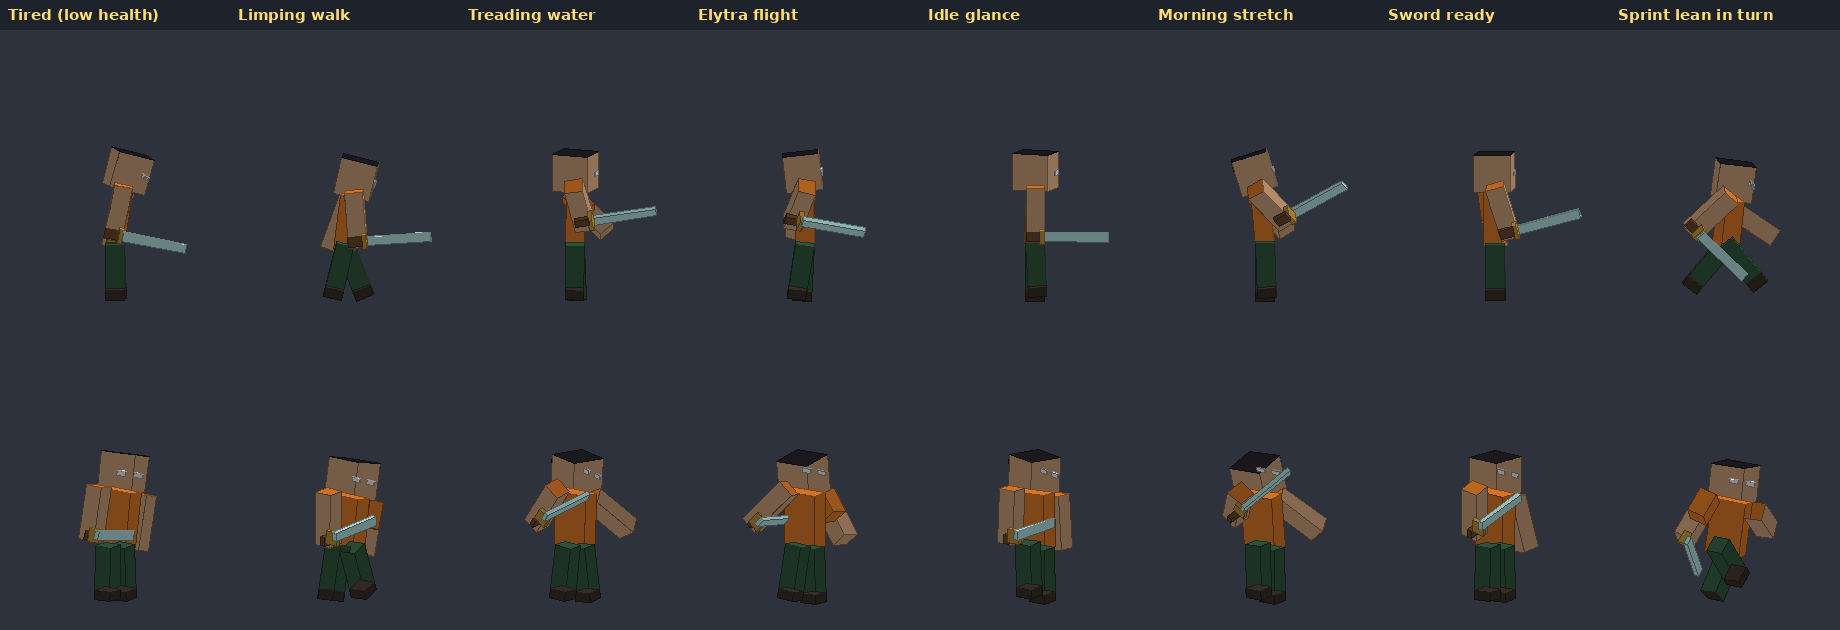 Tired (low health)
Limping walk
Treading water
Elytra flight
Idle glance
Morning stretch
Sword ready
Sprint lean in turn